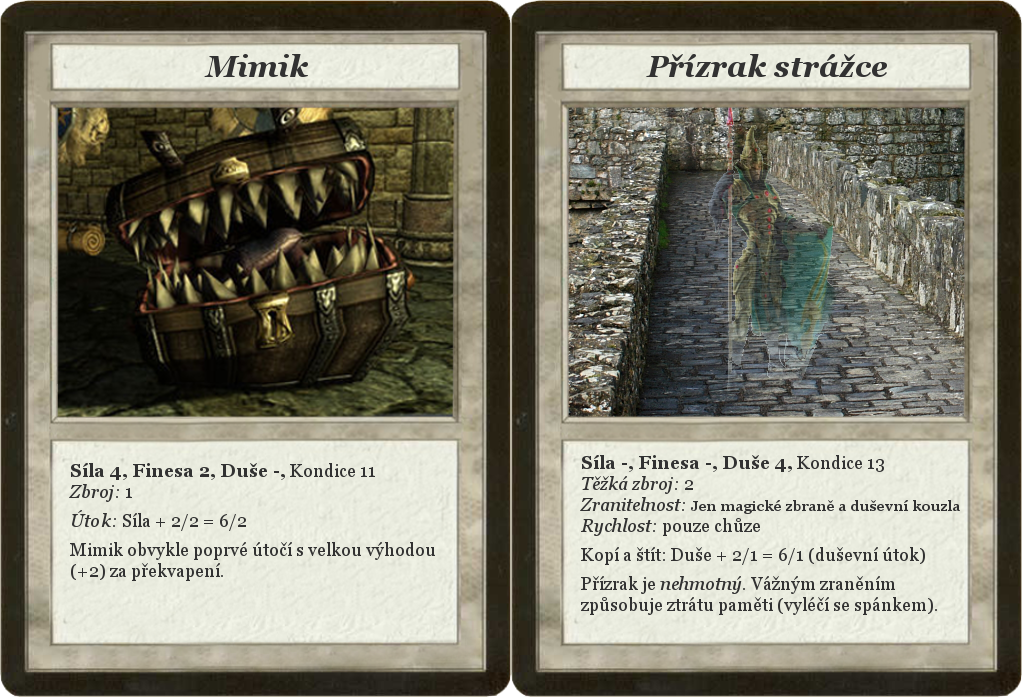 Mimik
Síla 4, Finesa 2, Duše -, Kondice 11
Zbroj: 1
Útok: Síla + 2/2 = 6/2
Mimik obvykle poprvé útočí s velkou výhodou
(+2) za překvapení.
Přízrak strážce
Síla -, Finesa -, Duše 4, Kondice 13
Těžká zbroj: 2
Zranitelnost: Jen magické zbraně a duševní kouzla
Rychlost: pouze chůze
Kopí a štít: Duše + 2/1 = 6/1 (duševní útok)
Přízrak je nehmotný. Vážným zraněním
způsobuje ztrátu paměti (vyléčí se spánkem).